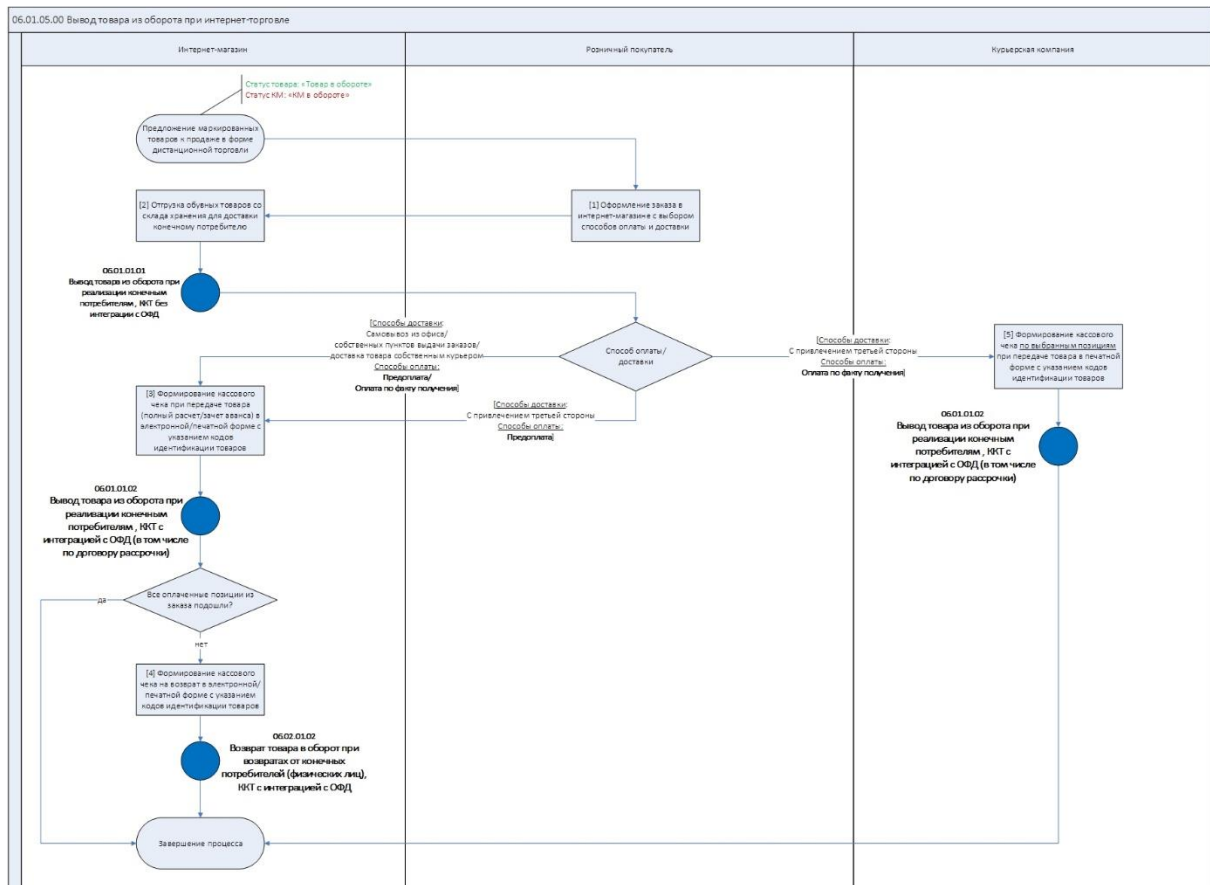 06.01.05.00 Вывод товара из оборота при интернет-торговле
Интернет-магазин
Розничный покупатель
Курьерская компания
Статус товара: «Товар в обороте»
Статус КМ: «КМ в обороте»
Предложение маркированных
товаров к продаже в форме
дистанционной торговли
[2] Отгрузка обувных товаров со
склада хранения для доставки
конечному потребителю
[1] Оформление заказа в
интернет-магазине с выбором
способов оплаты и доставки
06.01.01.01
Вывод товара из оборота при
реализации конечным
потребителям , ККТ без
интеграции с ОФД
[Способы доставки:
Самовывоз из офиса/
собственных пунктов выдачи заказов/
доставка товара собственным курьером
Способы оплаты:
Предоплата/
Оплата по факту получения]
Способ оплаты/
доставки
[Способы доставки:
С привлечением третьей стороны
Способы оплаты:
Оплата по факту получения]
[5] Формирование кассового
чека по выбранным позициям
при передаче товара в печатной
форме с указанием кодов
идентификации товаров
[3] Формирование кассового
чека при передаче товара
(полный расчет/зачет аванса) в
электронной/печатной форме с
указанием кодов
идентификации товаров
[Способы доставки:
С привлечением третьей стороны
Способы оплаты:
Предоплата]
06.01.01.02
Вывод товара из оборота при
реализации конечным
потребителям , ККТ с
интеграцией с ОФД (в том числе
по договору рассрочки)
06.01.01.02
Вывод товара из оборота при
реализации конечным
потребителям , ККТ с
интеграцией с ОФД (в том числе
по договору рассрочки)
Все оплаченные позиции из
заказа подошли?
да
нет
[4] Формирование кассового
чека на возврат в электронной/
печатной форме с указанием
кодов идентификации товаров
06.02.01.02
Возврат товара в оборот при
возвратах от конечных
потребителей (физических лиц),
ККТ с интеграцией с ОФД
Завершение процесса